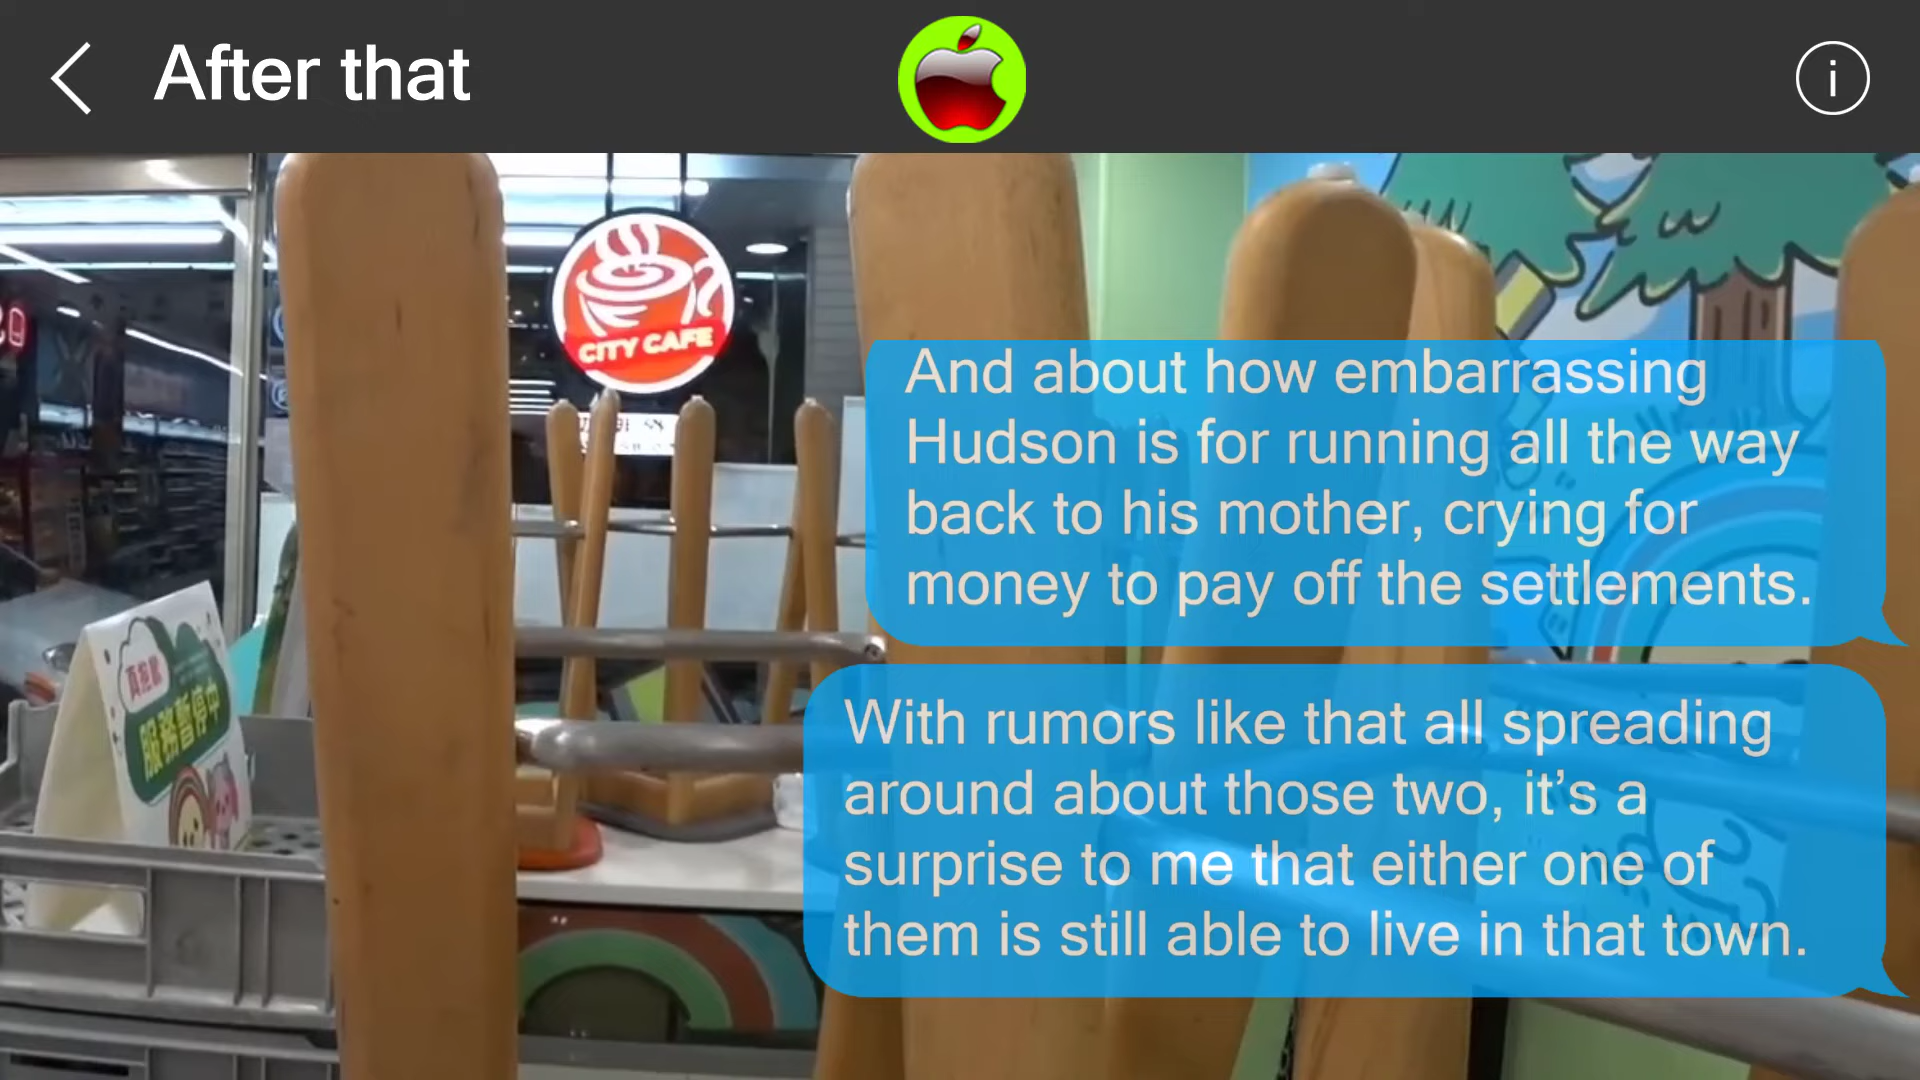 After that
CITY CAFE
And about how embarrassing
Hudson is for running all the way
back to his mother, crying for
money to pay off the settlements.
With rumors like that all spreading
around about those two, it’s a
surprise to me that either one of
them is still able to live in that town.
真抱歉
服務暫停中